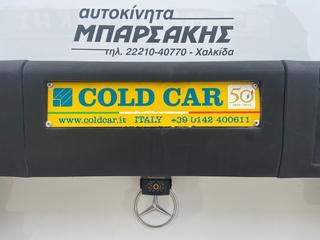 αυτοκίνητα
ΜΠΑΡΣΑΚΗΣ
τηλ. 22210-40770 - Χαλκίδα
COLD CAR 50
www.coldcar.it ITALY +39 0142 400611